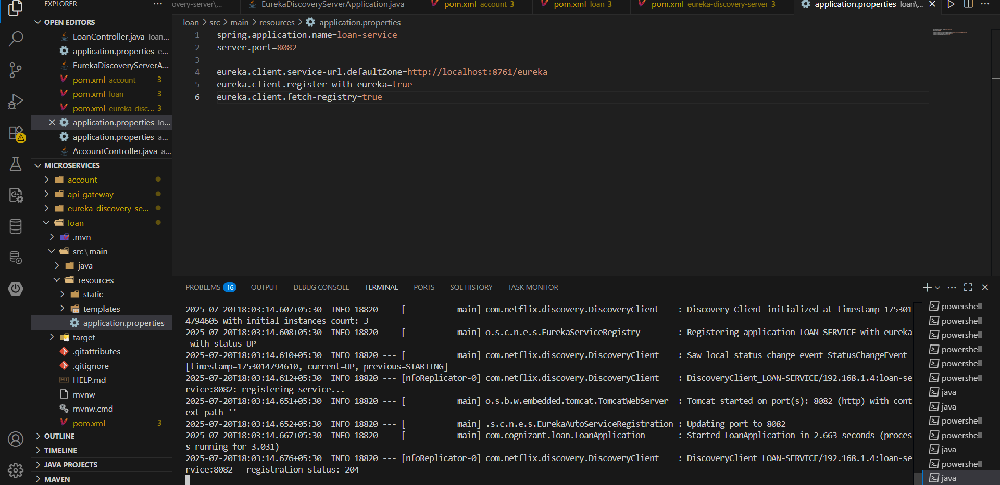 EXPLORER
OPEN EDITORS
LoanController.java loan...
application.properties e...
EurekaDiscoveryServerA...
pom.xml account 3
pom.xml loan 3
pom.xml eureka-disc... 3
application.properties lo...
application.properties a...
AccountController.java a...
MICROSERVICES
account
api-gateway
eureka-discovery-se...
loan
.mvn
src\main
java
resources
static
templates
application.properties
target
.gitattributes
.gitignore
HELP.md
mvnw
mvnw.cmd
pom.xml 3
OUTLINE
TIMELINE
JAVA PROJECTS
MAVEN
overy-server\... EurekaDiscoveryServerApplication.java pom.xml account 3 pom.xml loan 3 pom.xml eureka-discovery-server 3 application.properties loan\...
loan > src > main > resources > application.properties
1 spring.application.name=loan-service
2 server.port=8082
3
4 eureka.client.service-url.defaultZone=http://localhost:8761/eureka
5 eureka.client.register-with-eureka=true
6 eureka.client.fetch-registry=true
PROBLEMS 16 OUTPUT DEBUG CONSOLE TERMINAL PORTS SQL HISTORY TASK MONITOR
2025-07-20T18:03:14.607+05:30  INFO 18820 --- [           main] com.netflix.discovery.DiscoveryClient    : Discovery Client initialized at timestamp 175301
4794605 with initial instances count: 3
2025-07-20T18:03:14.608+05:30  INFO 18820 --- [           main] o.s.c.n.e.s.EurekaServiceRegistry        : Registering application LOAN-SERVICE with eureka
 with status UP
2025-07-20T18:03:14.610+05:30  INFO 18820 --- [           main] com.netflix.discovery.DiscoveryClient    : Saw local status change event StatusChangeEvent
[timestamp=1753014794610, current=UP, previous=STARTING]
2025-07-20T18:03:14.612+05:30  INFO 18820 --- [nfoReplicator-0] com.netflix.discovery.DiscoveryClient    : DiscoveryClient_LOAN-SERVICE/192.168.1.4:loan-se
rvice:8082: registering service...
2025-07-20T18:03:14.651+05:30  INFO 18820 --- [           main] o.s.b.w.embedded.tomcat.TomcatWebServer  : Tomcat started on port(s): 8082 (http) with cont
ext path ''
2025-07-20T18:03:14.652+05:30  INFO 18820 --- [           main] .s.c.n.e.s.EurekaAutoServiceRegistration : Updating port to 8082
2025-07-20T18:03:14.667+05:30  INFO 18820 --- [           main] com.cognizant.loan.LoanApplication       : Started LoanApplication in 2.663 seconds (proces
s running for 3.031)
2025-07-20T18:03:14.676+05:30  INFO 18820 --- [nfoReplicator-0] com.netflix.discovery.DiscoveryClient    : DiscoveryClient_LOAN-SERVICE/192.168.1.4:loan-se
rvice:8082 - registration status: 204
powershell
powershell
powershell
powershell
powershell
powershell
java
java
powershell
powershell
java
powershell
java